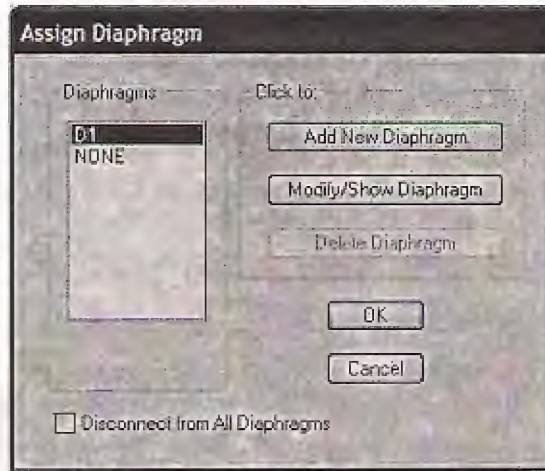 Assign Diaphragm
Diaphragms
D1
NONE
Click to:
Add New Diaphragm
Modify/Show Diaphragm
Delete Diaphragm
OK
Cancel
Disconnect from All Diaphragms